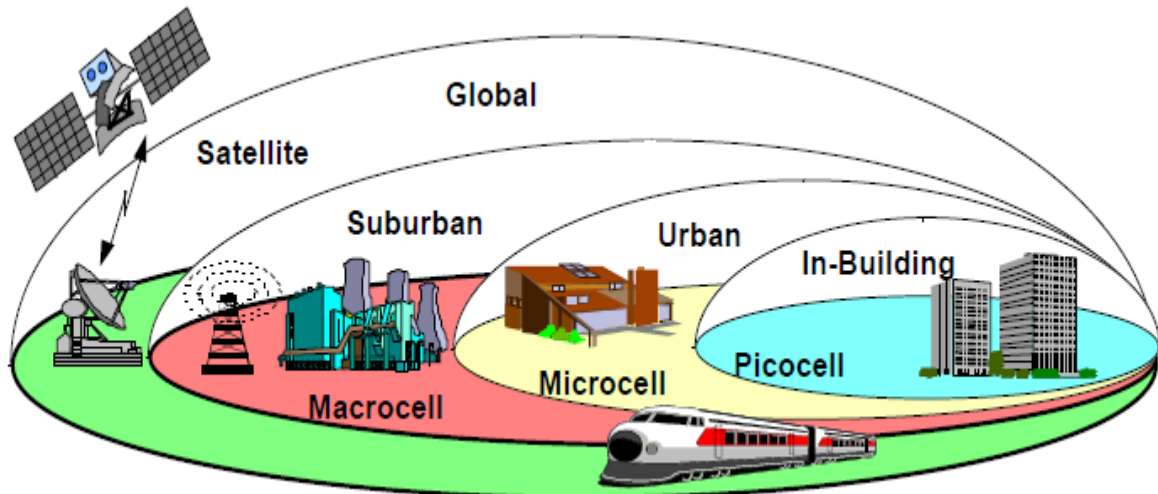 Global
Satellite
Suburban
Urban
In-Building
Picocell
Microcell
Macrocell